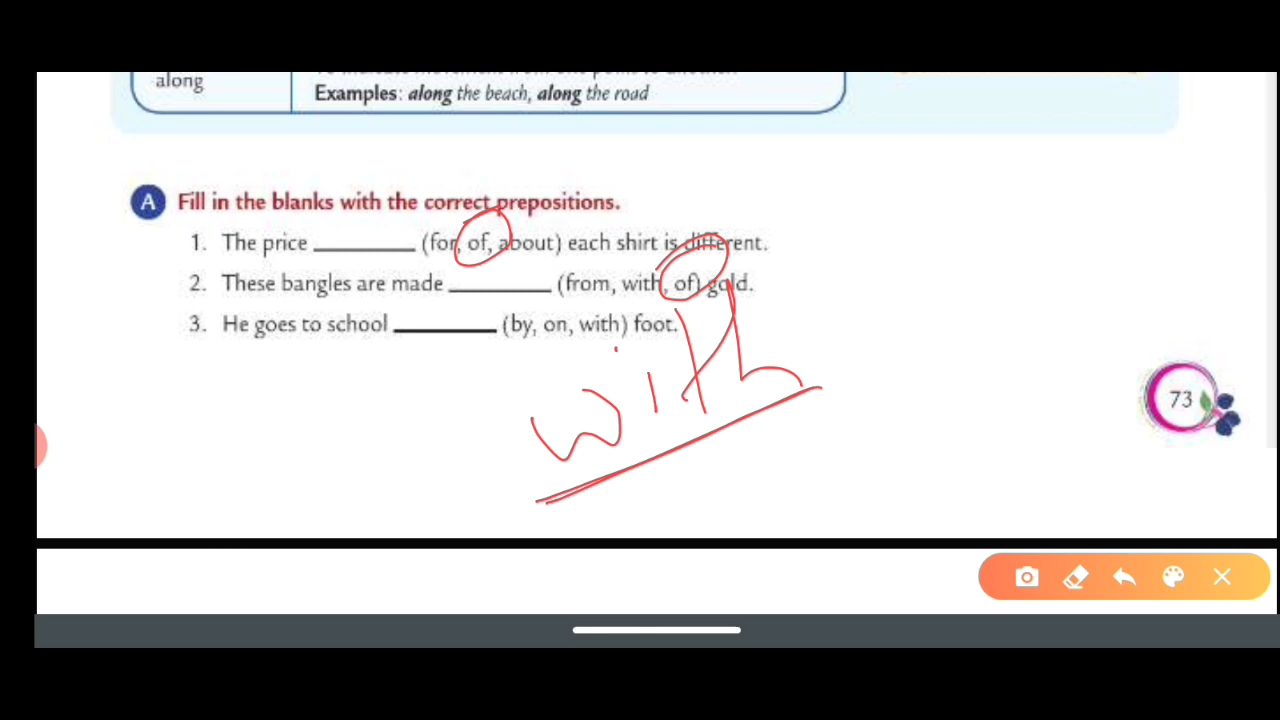 along
Examples: along the beach, along the road
A Fill in the blanks with the correct prepositions.
1. The price ________ (for, of, about) each shirt is different.
2. These bangles are made ________ (from, with, of) gold.
3. He goes to school ________ (by, on, with) foot.
with
73